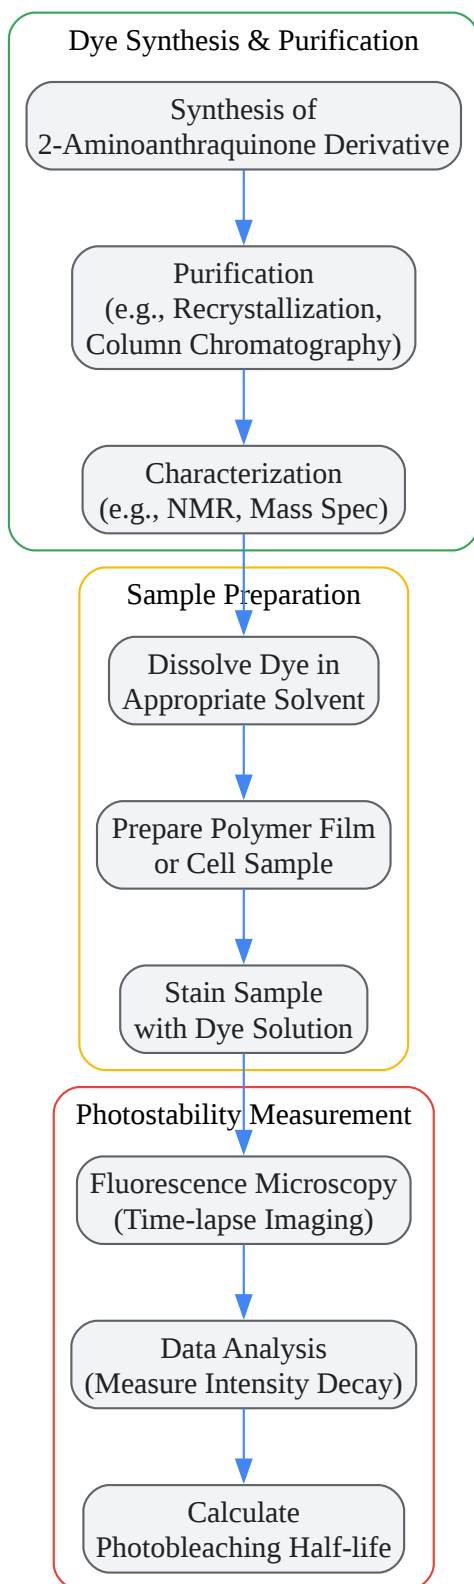 Dye Synthesis & Purification
Synthesis of
2-Aminoanthraquinone Derivative
Purification
(e.g., Recrystallization,
Column Chromatography)
Characterization
(e.g., NMR, Mass Spec)
Sample Preparation
Dissolve Dye in
Appropriate Solvent
Prepare Polymer Film
or Cell Sample
Stain Sample
with Dye Solution
Photostability Measurement
Fluorescence Microscopy
(Time-lapse Imaging)
Data Analysis
(Measure Intensity Decay)
Calculate
Photobleaching Half-life